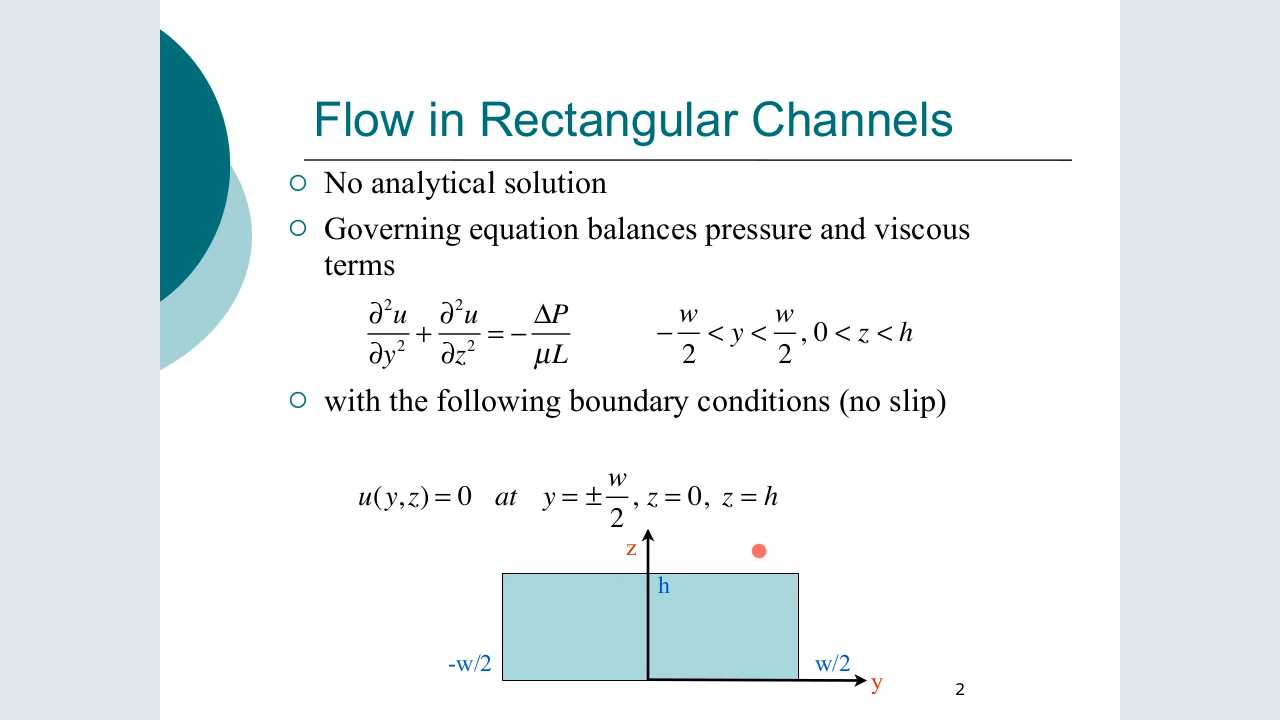 Flow in Rectangular Channels
No analytical solution
Governing equation balances pressure and viscous
terms
∂²u/∂y² + ∂²u/∂z² = − ΔP/μL    − w/2 < y < w/2 , 0 < z < h
with the following boundary conditions (no slip)
u(y,z) = 0 at y = ± w/2 , z = 0, z = h
z
h
-w/2
w/2
y
2